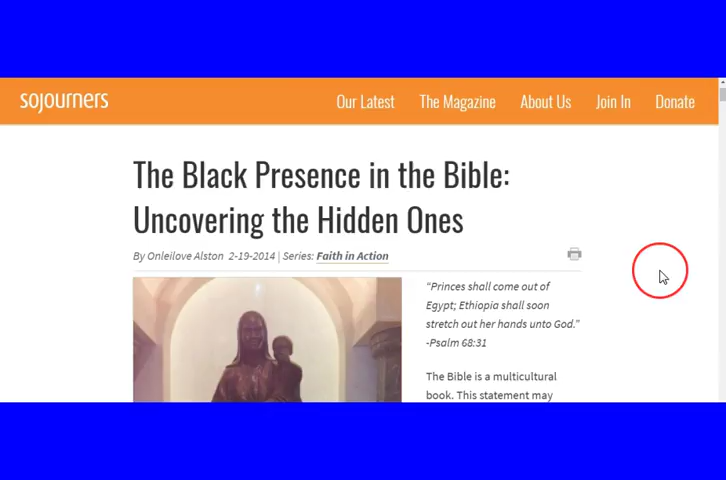 sojourners
Our Latest
The Magazine
About Us
Join In
Donate
The Black Presence in the Bible:
Uncovering the Hidden Ones
By Onleilove Alston 2-19-2014 | Series: Faith in Action
“Princes shall come out of
Egypt; Ethiopia shall soon
stretch out her hands unto God.”
-Psalm 68:31
The Bible is a multicultural
book. This statement may